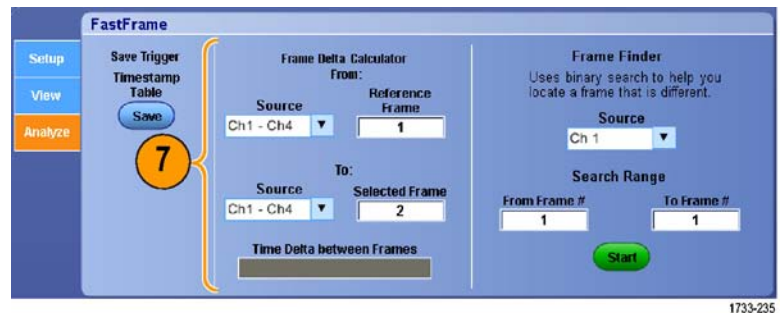 FastFrame
Setup
View
Analyze
Save Trigger
Timestamp
Table
Save
7
Frame Delta Calculator
From:
Source
Reference
Frame
Ch1 - Ch4
1
To:
Source
Selected Frame
Ch1 - Ch4
2
Time Delta between Frames
Frame Finder
Uses binary search to help you
locate a frame that is different.
Source
Ch 1
Search Range
From Frame #
To Frame #
1
1
Start
1733-235